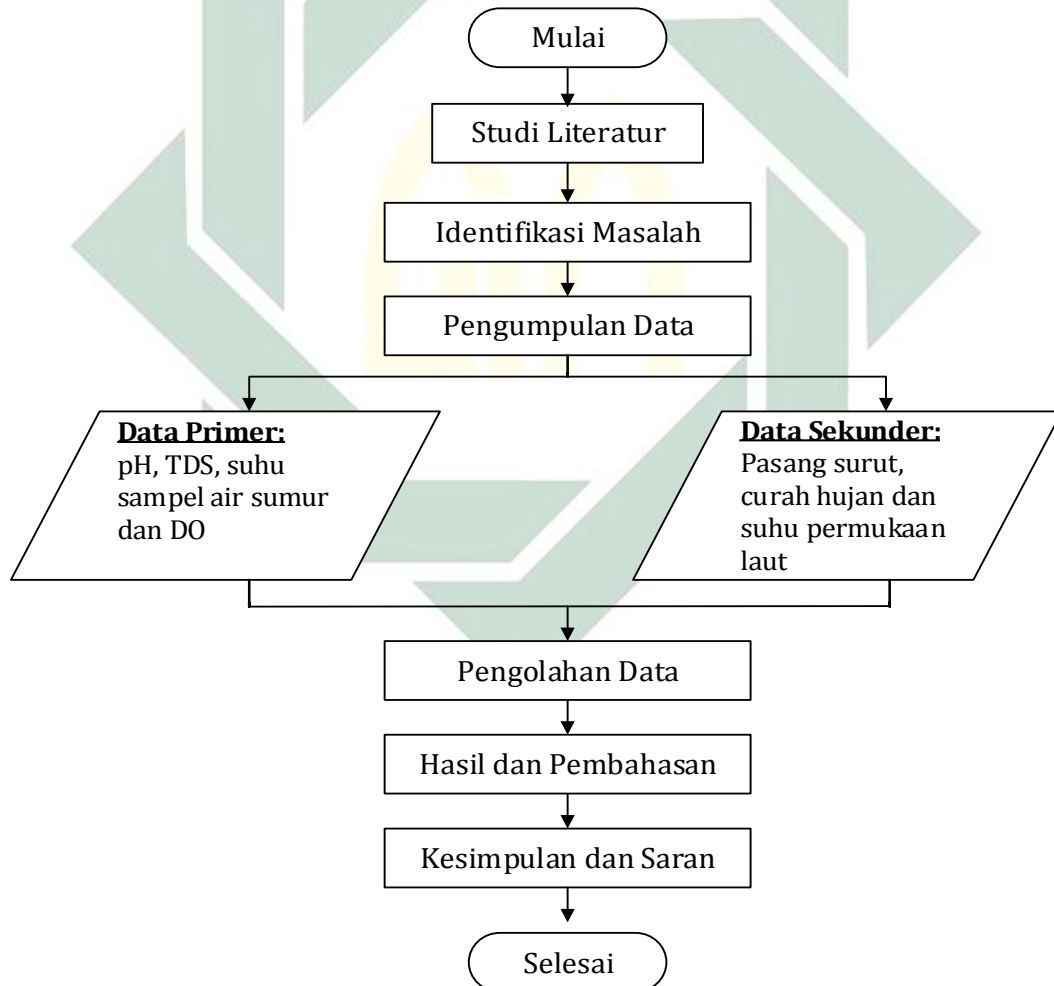 Mulai
Studi Literatur
Identifikasi Masalah
Pengumpulan Data
Data Primer:
pH, TDS, suhu
sampel air sumur
dan DO
Data Sekunder:
Pasang surut,
curah hujan dan
suhu permukaan
laut
Pengolahan Data
Hasil dan Pembahasan
Kesimpulan dan Saran
Selesai